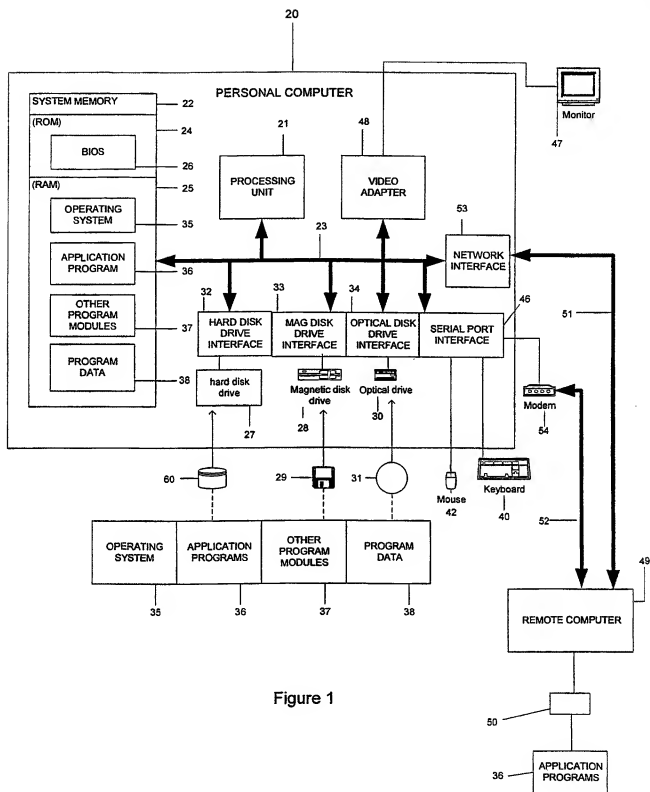 20
PERSONAL COMPUTER
SYSTEM MEMORY
22
(ROM)
24
BIOS
26
(RAM)
25
OPERATING
SYSTEM
35
APPLICATION
PROGRAM
36
OTHER
PROGRAM
MODULES
37
PROGRAM
DATA
38
21
PROCESSING
UNIT
48
VIDEO
ADAPTER
Monitor
47
23
53
NETWORK
INTERFACE
32
HARD DISK
DRIVE
INTERFACE
33
MAG DISK
DRIVE
INTERFACE
34
OPTICAL DISK
DRIVE
INTERFACE
46
SERIAL PORT
INTERFACE
51
hard disk
drive
27
Magnetic disk
drive
28
Optical drive
30
Modem
54
60
29
31
Mouse
42
Keyboard
40
52
OPERATING
SYSTEM
APPLICATION
PROGRAMS
OTHER
PROGRAM
MODULES
PROGRAM
DATA
35
36
37
38
49
REMOTE COMPUTER
50
36
APPLICATION
PROGRAMS
Figure 1